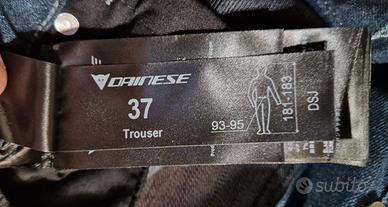 DAINESE
37
Trouser
93-95
181-183
DSJ
subito